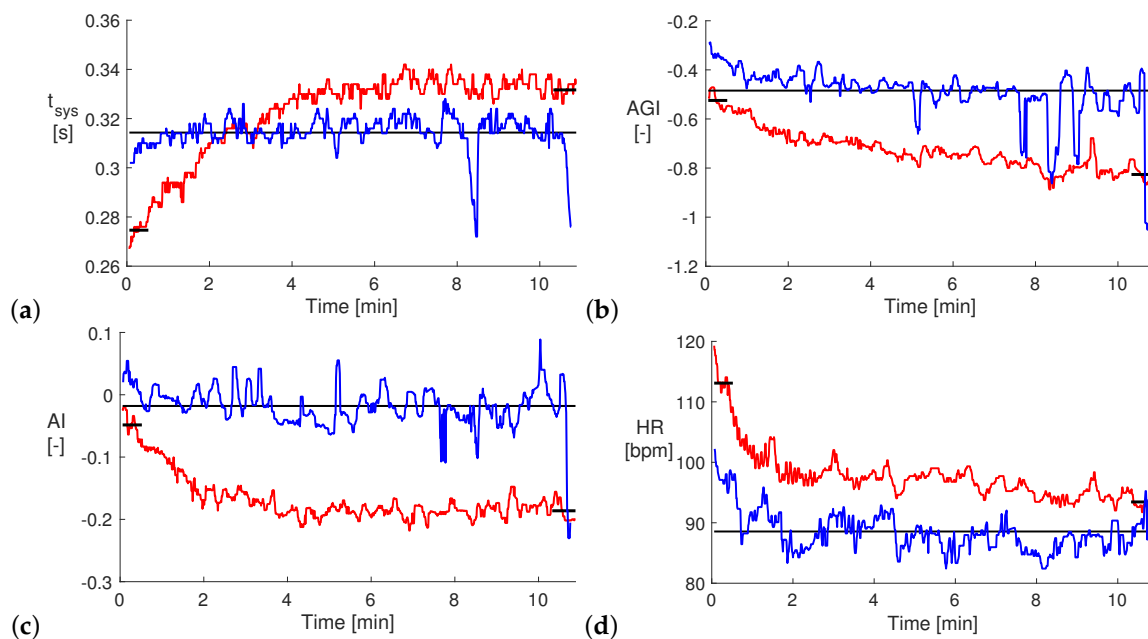 0.36
0.34
0.32
0.3
0.28
0.26
t_sys
[s]
0 2 4 6 8 10
Time [min]
(a)
-0.2
-0.4
-0.6
-0.8
-1
-1.2
AGI
[-]
0 2 4 6 8 10
Time [min]
(b)
0.1
0
-0.1
-0.2
-0.3
AI
[-]
0 2 4 6 8 10
Time [min]
(c)
120
110
100
90
80
HR
[bpm]
0 2 4 6 8 10
Time [min]
(d)